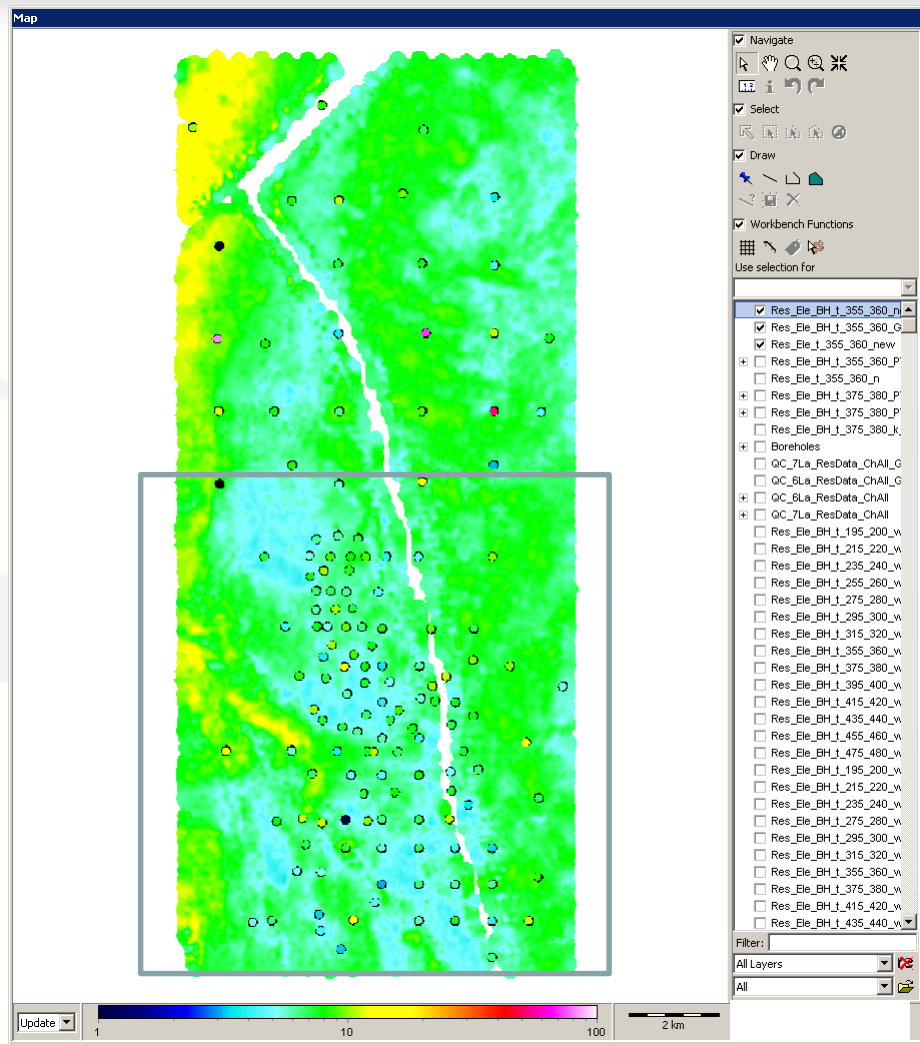 Map
Navigate
Select
Draw
Workbench Functions
Use selection for
Res_Ele_BH_t_355_360_n
Res_Ele_BH_t_355_360_G
Res_Ele_t_355_360_new
Res_Ele_BH_t_355_360_P
Res_Ele_t_355_360_n
Res_Ele_BH_t_375_380_P
Res_Ele_BH_t_375_380_P
Res_Ele_BH_t_375_380_k_
Boreholes
QC_7La_ResData_ChAll_G
QC_6La_ResData_ChAll_G
QC_6La_ResData_ChAll
QC_7La_ResData_ChAll
Res_Ele_BH_t_195_200_w
Res_Ele_BH_t_215_220_w
Res_Ele_BH_t_235_240_w
Res_Ele_BH_t_255_260_w
Res_Ele_BH_t_275_280_w
Res_Ele_BH_t_295_300_w
Res_Ele_BH_t_315_320_w
Res_Ele_BH_t_355_360_w
Res_Ele_BH_t_375_380_w
Res_Ele_BH_t_395_400_w
Res_Ele_BH_t_415_420_w
Res_Ele_BH_t_435_440_w
Res_Ele_BH_t_455_460_w
Res_Ele_BH_t_475_480_w
Res_Ele_BH_t_195_200_w
Res_Ele_BH_t_215_220_w
Res_Ele_BH_t_235_240_w
Res_Ele_BH_t_275_280_w
Res_Ele_BH_t_295_300_w
Res_Ele_BH_t_315_320_w
Res_Ele_BH_t_355_360_w
Res_Ele_BH_t_375_380_w
Res_Ele_BH_t_415_420_w
Res_Ele_BH_t_435_440_w
Filter:
All Layers
All
Update
1 10 100
2 km